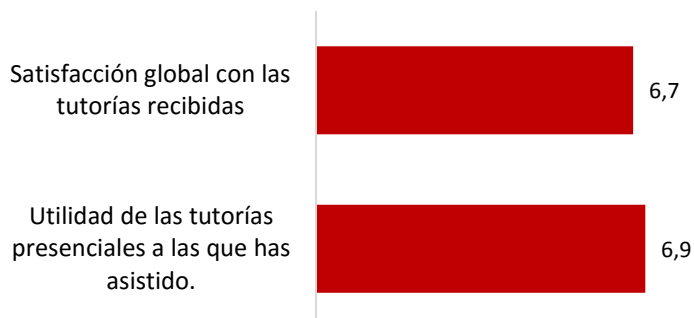 Satisfacción global con las
tutorías recibidas
6,7
Utilidad de las tutorías
presenciales a las que has
asistido.
6,9